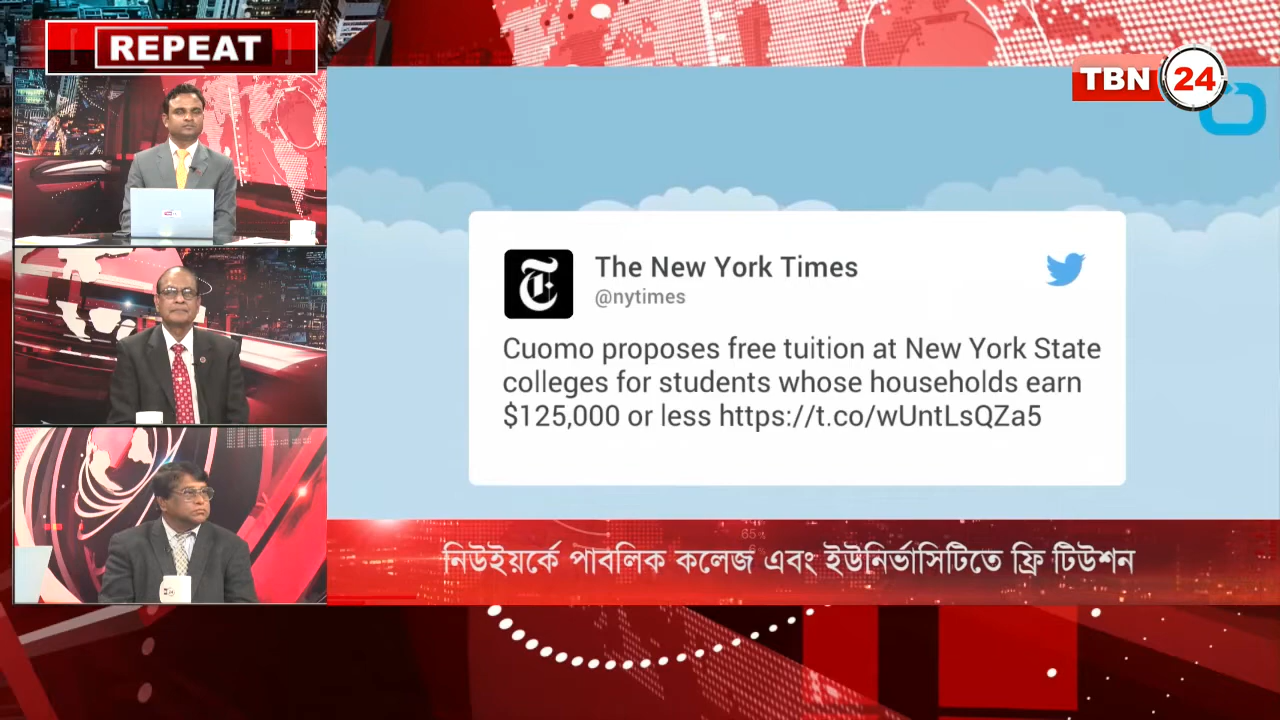 REPEAT
TBN 24
The New York Times
@nytimes
Cuomo proposes free tuition at New York State
colleges for students whose households earn
$125,000 or less https://t.co/wUntLsQZa5
নিউইয়র্কে পাবলিক কলেজ এবং ইউনির্ভাসিটিতে ফ্রি টিউশন